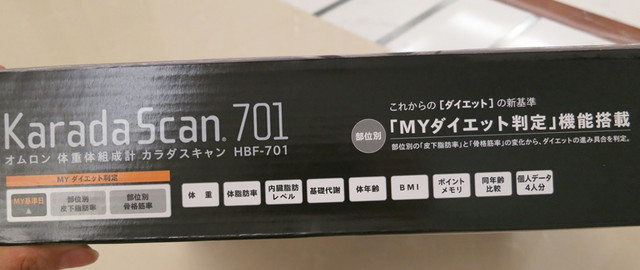 Karada Scan. 701
オムロン 体重体組成計 カラダスキャン HBF-701
これからの［ダイエット］の新基準
部位別
「MYダイエット判定」機能搭載
部位別の「皮下脂肪率」と「骨格筋率」の変化から、ダイエットの進み具合を判定。
MY ダイエット判定
MY基準日
部位別
皮下脂肪率
部位別
骨格筋率
体 重
体脂肪率
内臓脂肪
レベル
基礎代謝
体年齢
BMI
ポイント
メモリ
同年齢
比較
個人データ
4人分